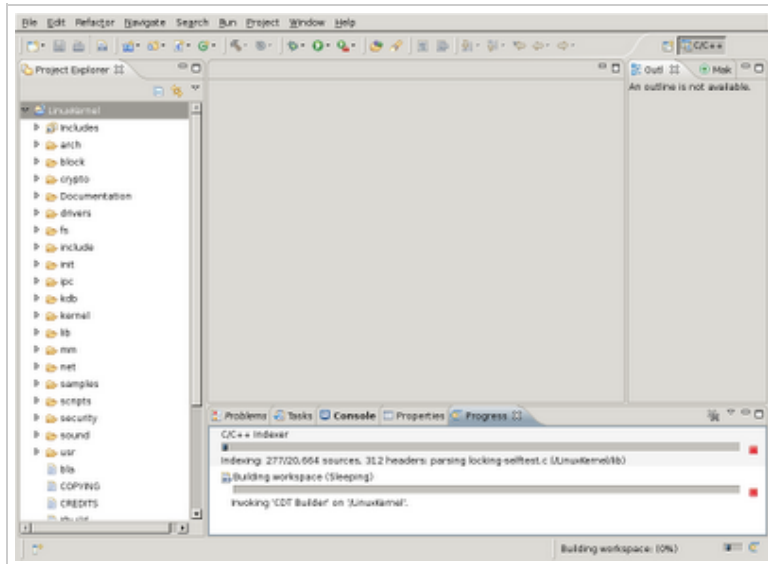 File Edit Refactor Navigate Search Run Project Window Help
C/C++
Project Explorer
Outl Mak
An outline is not available.
LinuxKernel
Includes
arch
block
crypto
Documentation
drivers
fs
include
init
ipc
kdb
kernel
lib
mm
net
samples
scripts
security
sound
usr
bla
COPYING
CREDITS
Problems Tasks Console Properties Progress
C/C++ Indexer
Indexing: 277/20,664 sources, 312 headers: parsing locking-selftest.c (/LinuxKernel/lib)
Building workspace (Sleeping)
Invoking 'CDT Builder' on '/LinuxKernel'.
Building workspace: (0%)